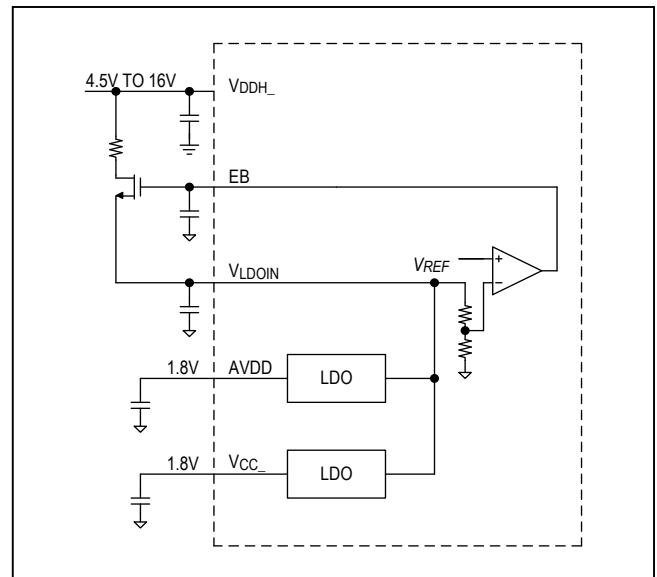 4.5V TO 16V
VDDH_
EB
VLDOIN
VREF
+
−
1.8V
AVDD
LDO
1.8V
VCC_
LDO